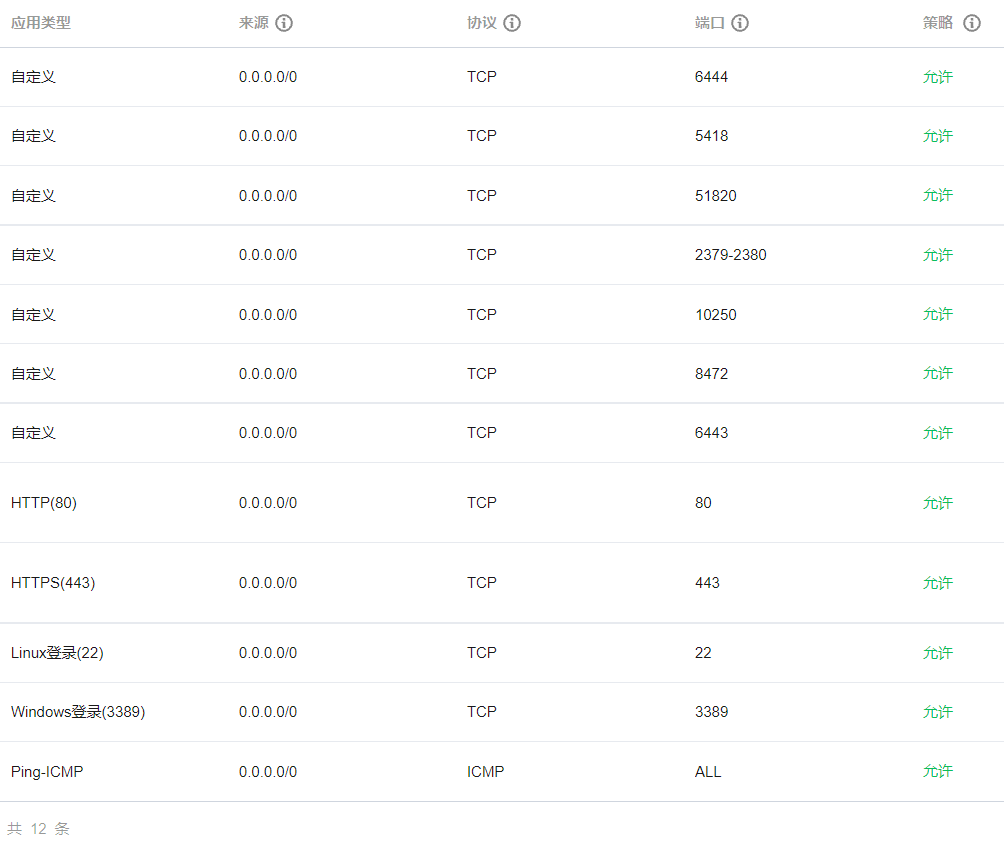 应用类型 来源 协议 端口 策略
自定义 0.0.0.0/0 TCP 6444 允许
自定义 0.0.0.0/0 TCP 5418 允许
自定义 0.0.0.0/0 TCP 51820 允许
自定义 0.0.0.0/0 TCP 2379-2380 允许
自定义 0.0.0.0/0 TCP 10250 允许
自定义 0.0.0.0/0 TCP 8472 允许
自定义 0.0.0.0/0 TCP 6443 允许
HTTP(80) 0.0.0.0/0 TCP 80 允许
HTTPS(443) 0.0.0.0/0 TCP 443 允许
Linux登录(22) 0.0.0.0/0 TCP 22 允许
Windows登录(3389) 0.0.0.0/0 TCP 3389 允许
Ping-ICMP 0.0.0.0/0 ICMP ALL 允许
共 12 条